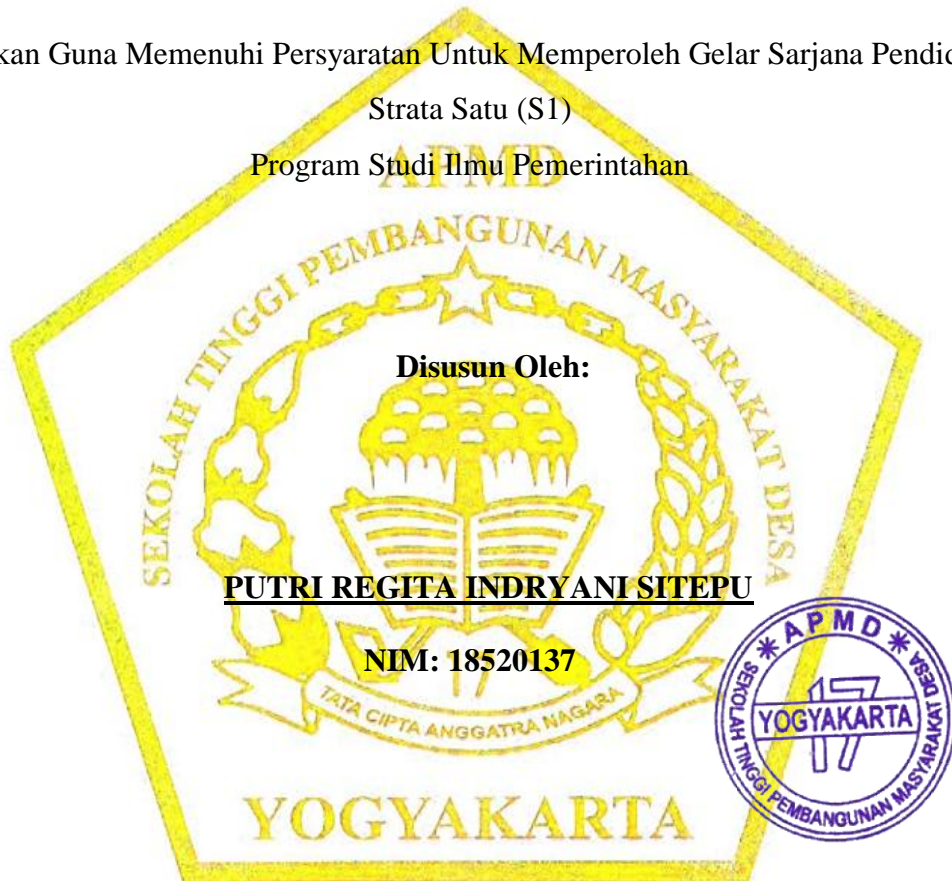 kan Guna Memenuhi Persyaratan Untuk Memperoleh Gelar Sarjana Pendid
Strata Satu (S1)
Program Studi Ilmu Pemerintahan
APMD
SEKOLAH TINGGI PEMBANGUNAN MASYARAKAT DESA
Disusun Oleh:
PUTRI REGITA INDRYANI SITEPU
NIM: 18520137
TATA CIPTA ANGGATRA NAGARA
YOGYAKARTA
* APMD *
SEKOLAH TINGGI PEMBANGUNAN MASYARAKAT DESA
17
YOGYAKARTA